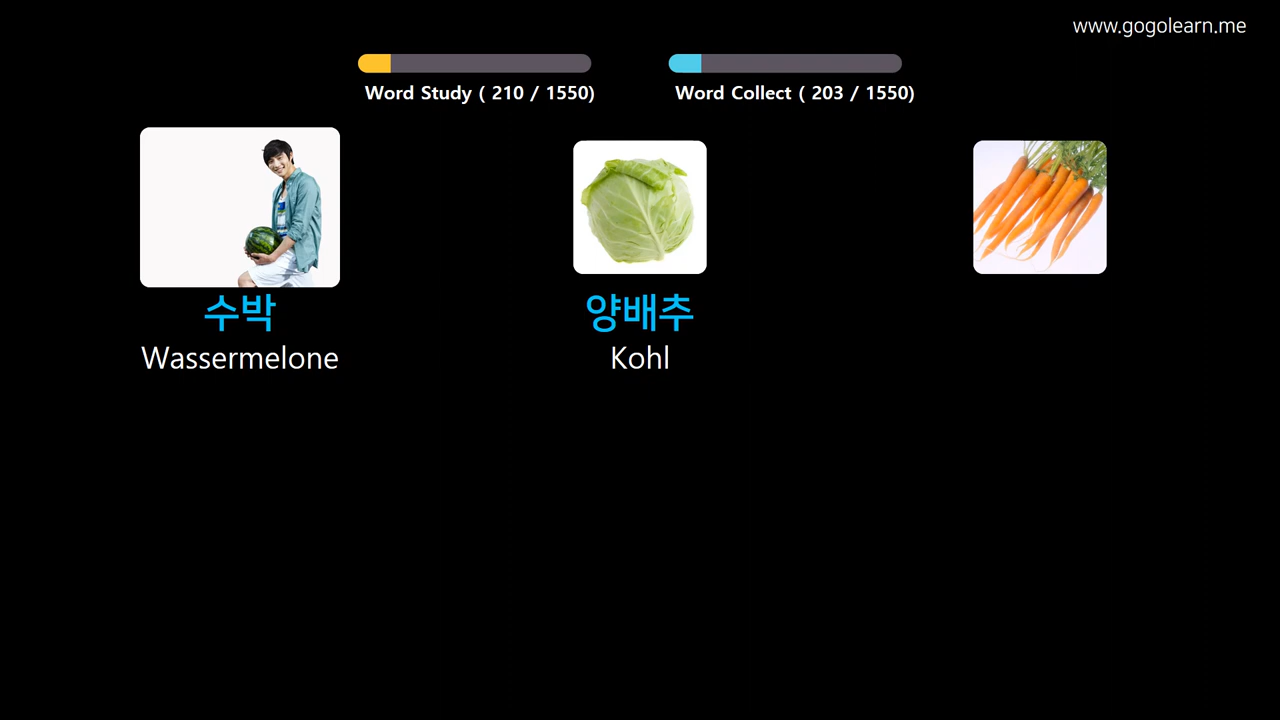 www.gogolearn.me
Word Study ( 210 / 1550)
Word Collect ( 203 / 1550)
수박
Wassermelone
양배추
Kohl